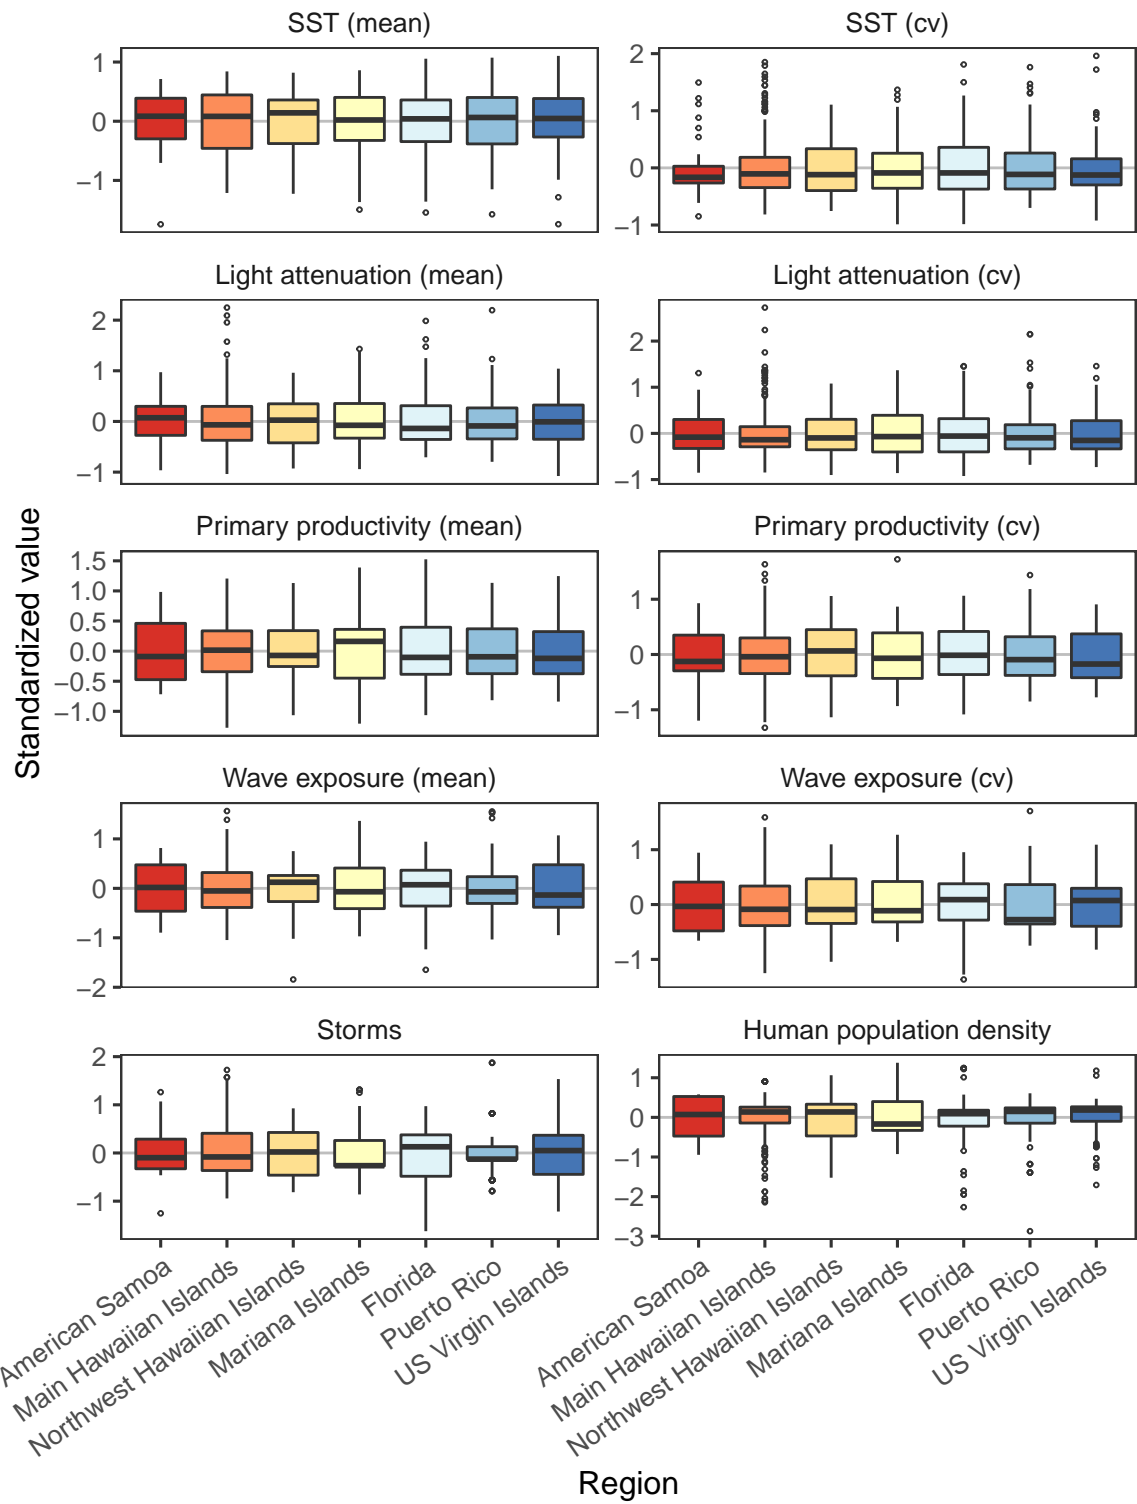 SST (mean)
SST (cv)
1
0
−1
2
1
0
−1
Light attenuation (mean)
Light attenuation (cv)
2
1
0
−1
2
1
0
−1
Primary productivity (mean)
Primary productivity (cv)
1.5
1.0
0.5
0.0
−0.5
−1.0
1
0
−1
Wave exposure (mean)
Wave exposure (cv)
1
0
−1
−2
1
0
−1
Storms
Human population density
2
1
0
−1
1
0
−1
−2
−3
Standardized value
American Samoa
Main Hawaiian Islands
Northwest Hawaiian Islands
Mariana Islands
Florida
Puerto Rico
US Virgin Islands
American Samoa
Main Hawaiian Islands
Northwest Hawaiian Islands
Mariana Islands
Florida
Puerto Rico
US Virgin Islands
Region